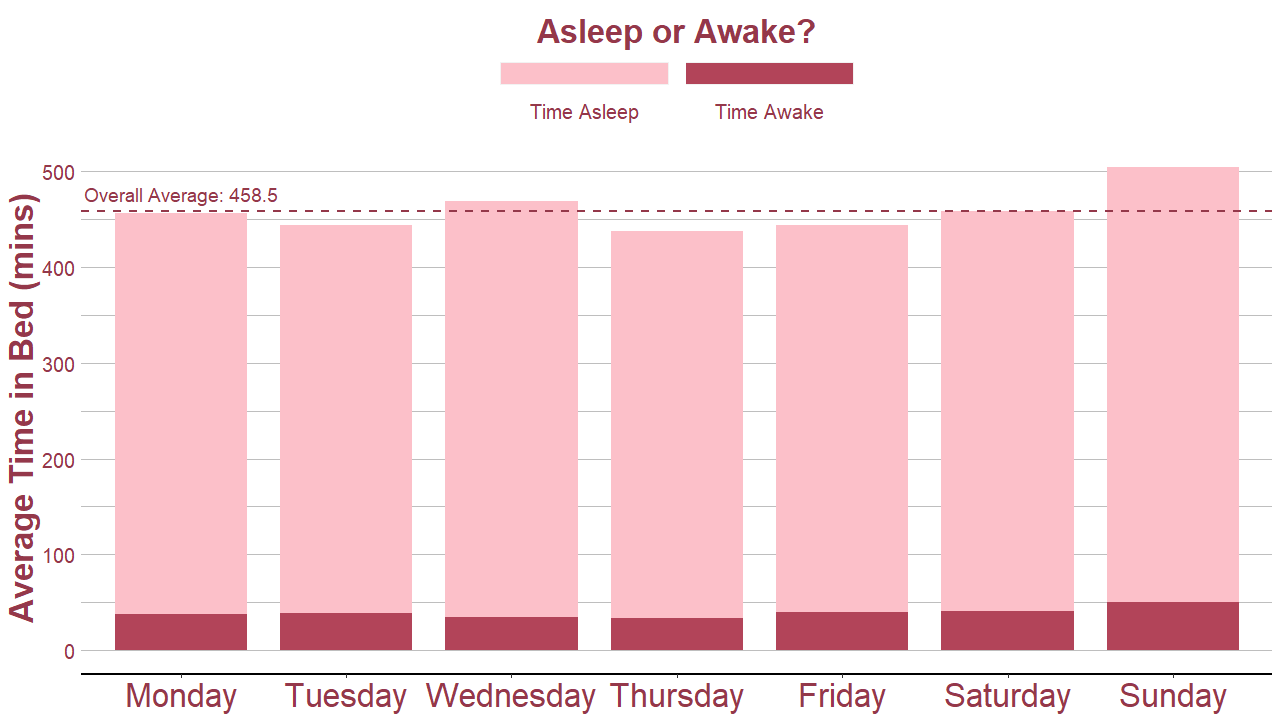 Asleep or Awake?
Time Asleep
Time Awake
Average Time in Bed (mins)
500
400
300
200
100
0
Overall Average: 458.5
Monday
Tuesday
Wednesday
Thursday
Friday
Saturday
Sunday